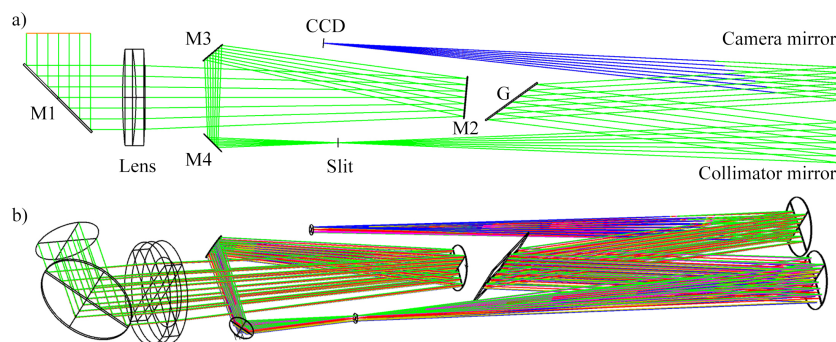 a)
CCD
M3
Camera mirror
M1
G
M2
Lens
M4
Slit
Collimator mirror
b)